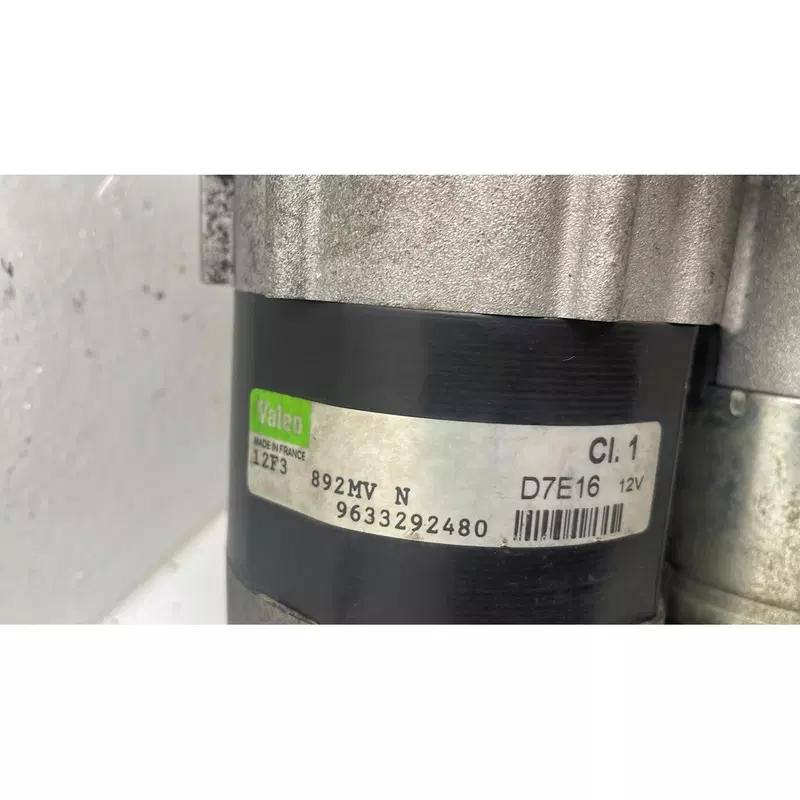 Valeo
MADE IN FRANCE
12F3
Cl. 1
892MV N
D7E16 12V
9633292480